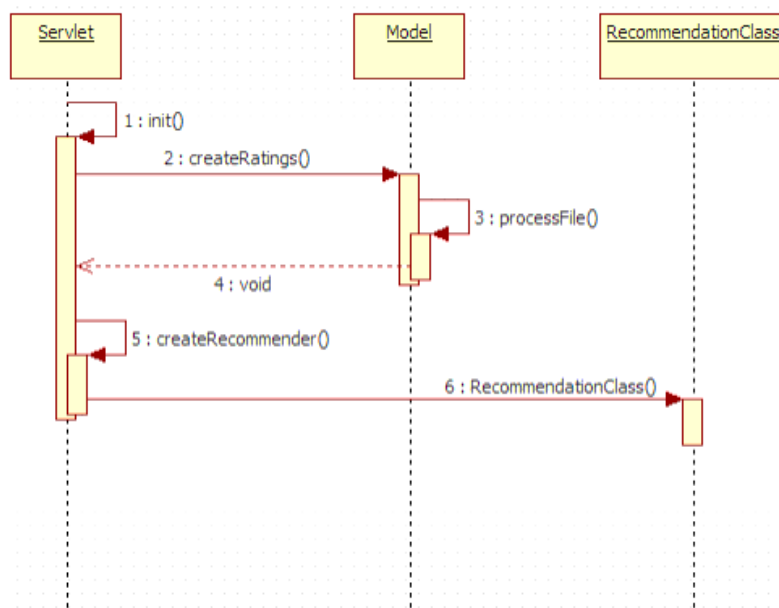 Servlet
Model
RecommendationClass
1 : init()
2 : createRatings()
3 : processFile()
4 : void
5 : createRecommender()
6 : RecommendationClass()